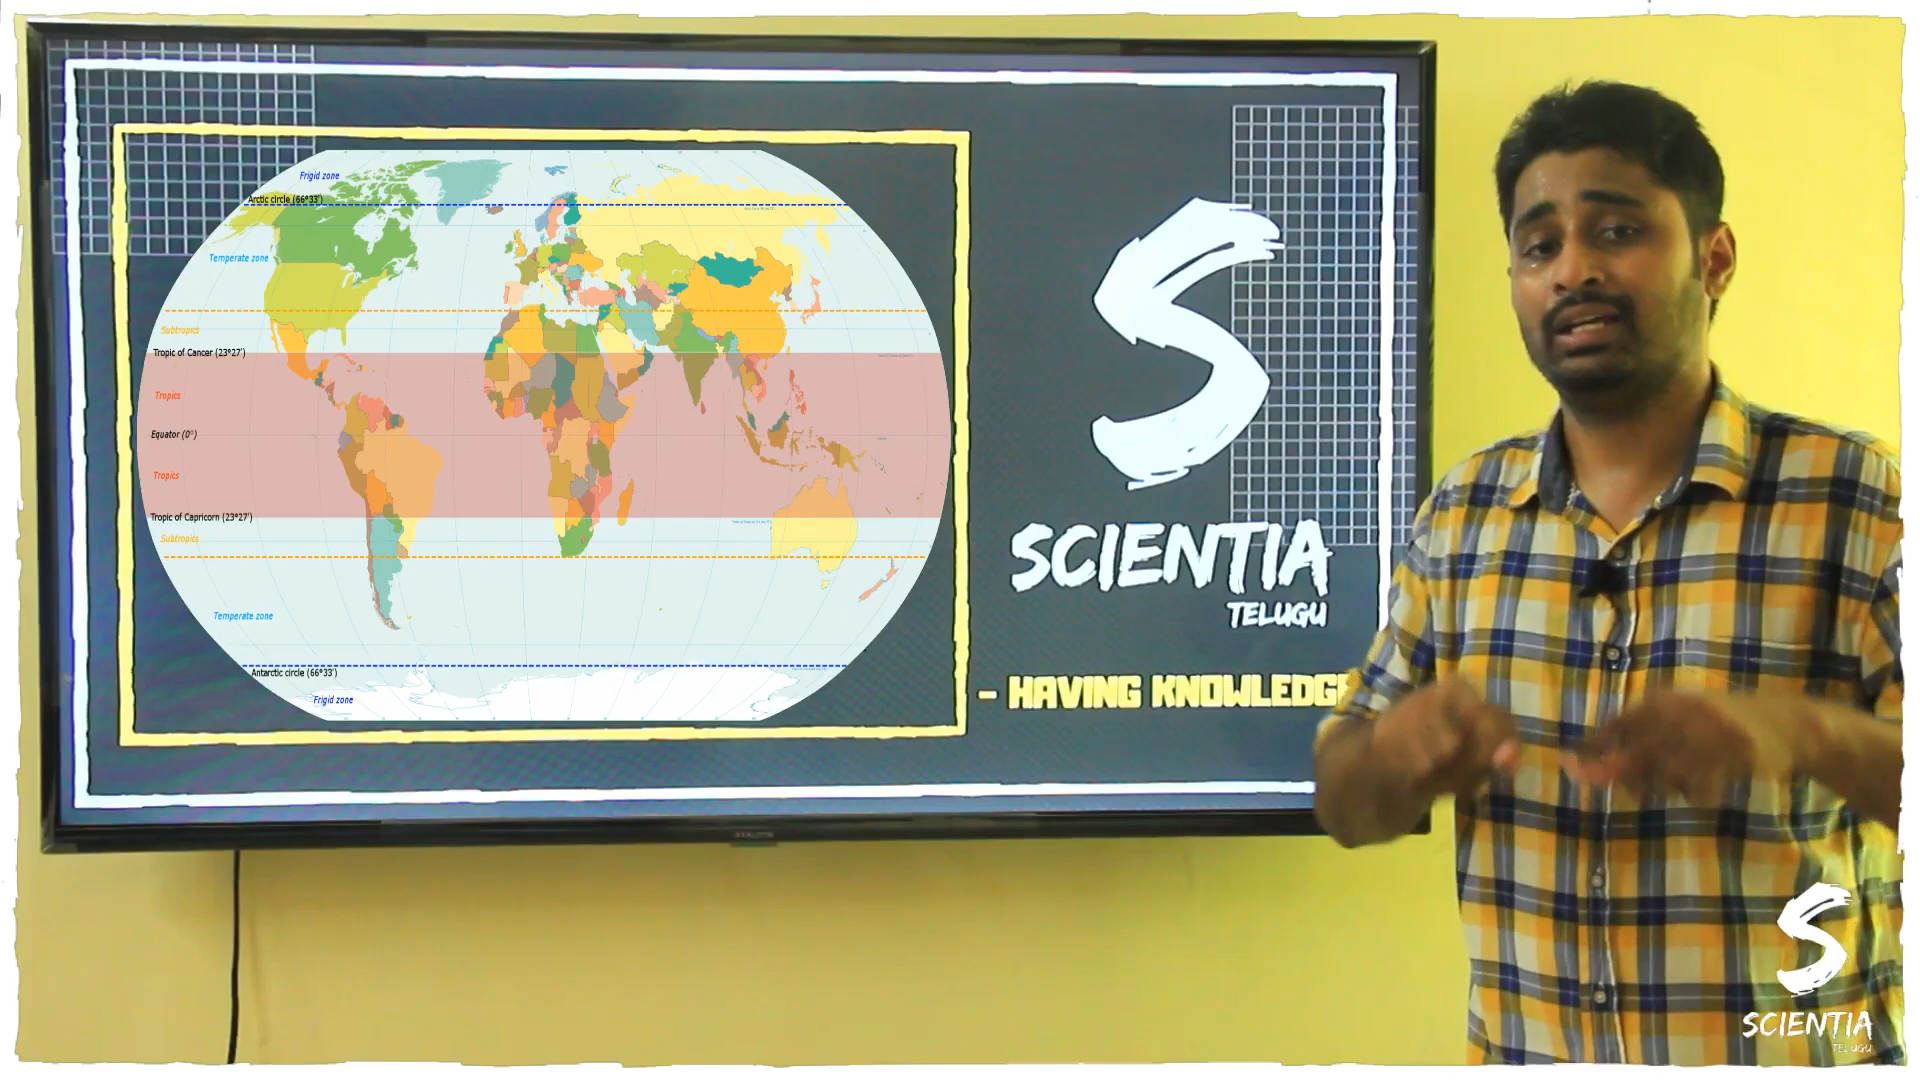 Frigid zone
Arctic circle (66°33')
Temperate zone
Subtropics
Tropic of Cancer (23°27')
Tropics
Equator (0°)
Tropics
Tropic of Capricorn (23°27')
Subtropics
Temperate zone
Antarctic circle (66°33')
Frigid zone
S
SCIENTIA
TELUGU
- HAVING KNOWLEDGE
S
SCIENTIA
TELUGU